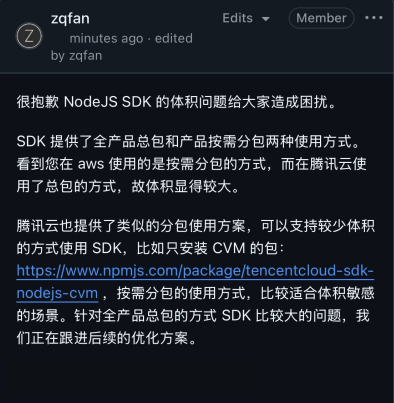 zqfan
Edits
Member
Z
minutes ago · edited
by zqfan
很抱歉 NodeJS SDK 的体积问题给大家造成困扰。
SDK 提供了全产品总包和产品按需分包两种使用方式。
看到您在 aws 使用的是按需分包的方式，而在腾讯云使
用了总包的方式，故体积显得较大。
腾讯云也提供了类似的分包使用方案，可以支持较少体积
的方式使用 SDK，比如只安装 CVM 的包：
https://www.npmjs.com/package/tencentcloud-sdk-
nodejs-cvm ，按需分包的使用方式，比较适合体积敏感
的场景。针对全产品总包的方式 SDK 比较大的问题，我
们正在跟进后续的优化方案。